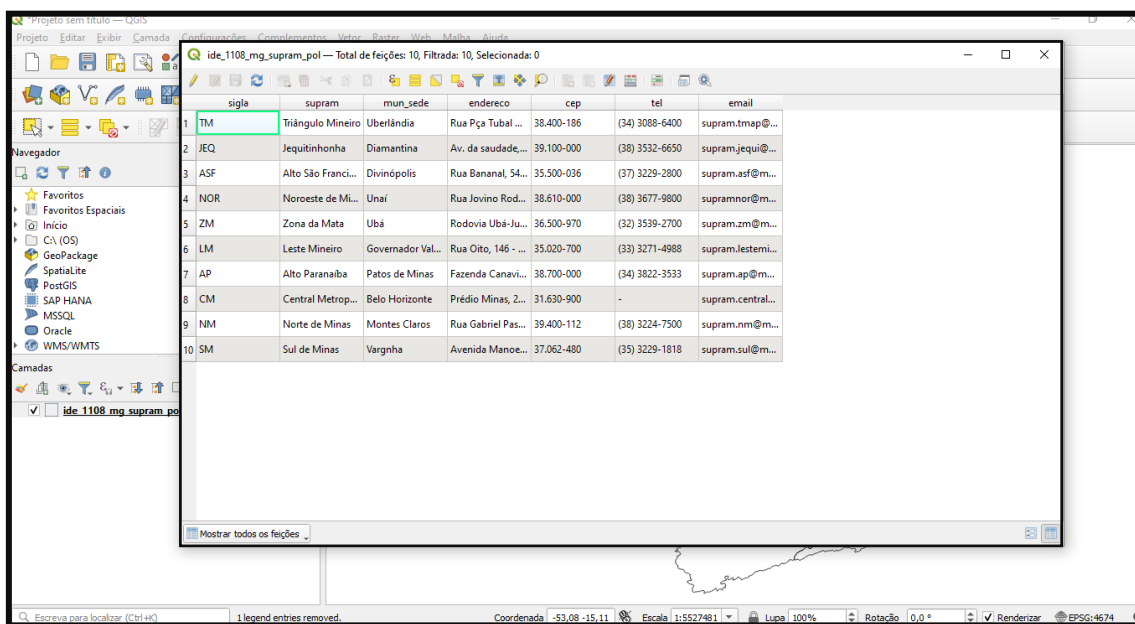 *Projeto sem título — QGIS
Projeto Editar Exibir Camada Configurações Complementos Vetor Raster Web Malha Ajuda
ide_1108_mg_supram_pol — Total de feições: 10, Filtrada: 10, Selecionada: 0
sigla supram mun_sede endereco cep tel email
1 TM Triângulo Mineiro Uberlândia Rua Pça Tubal ... 38.400-186 (34) 3088-6400 supram.tmap@...
2 JEQ Jequitinhonha Diamantina Av. da saudade,... 39.100-000 (38) 3532-6650 supram.jequi@...
3 ASF Alto São Franci... Divinópolis Rua Bananal, 54... 35.500-036 (37) 3229-2800 supram.asf@m...
4 NOR Noroeste de Mi... Unaí Rua Jovino Rod... 38.610-000 (38) 3677-9800 supramnor@m...
5 ZM Zona da Mata Ubá Rodovia Ubá-Ju... 36.500-970 (32) 3539-2700 supram.zm@m...
6 LM Leste Mineiro Governador Val... Rua Oito, 146 - ... 35.020-700 (33) 3271-4988 supram.lestemi...
7 AP Alto Paranaíba Patos de Minas Fazenda Canavi... 38.700-000 (34) 3822-3533 supram.ap@m...
8 CM Central Metrop... Belo Horizonte Prédio Minas, 2... 31.630-900 - supram.central...
9 NM Norte de Minas Montes Claros Rua Gabriel Pas... 39.400-112 (38) 3224-7500 supram.nm@m...
10 SM Sul de Minas Vargnha Avenida Manoe... 37.062-480 (35) 3229-1818 supram.sul@m...
Mostrar todos os feições
Navegador
Favoritos
Favoritos Espaciais
Início
C:\ (OS)
GeoPackage
SpatiaLite
PostGIS
SAP HANA
MSSQL
Oracle
WMS/WMTS
Camadas
ide_1108_mg_supram_po
Escreva para localizar (Ctrl+K) 1 legend entries removed. Coordenada -53,08 -15,11 Escala 1:5527481 Lupa 100% Rotação 0,0 ° Renderizar EPSG:4674